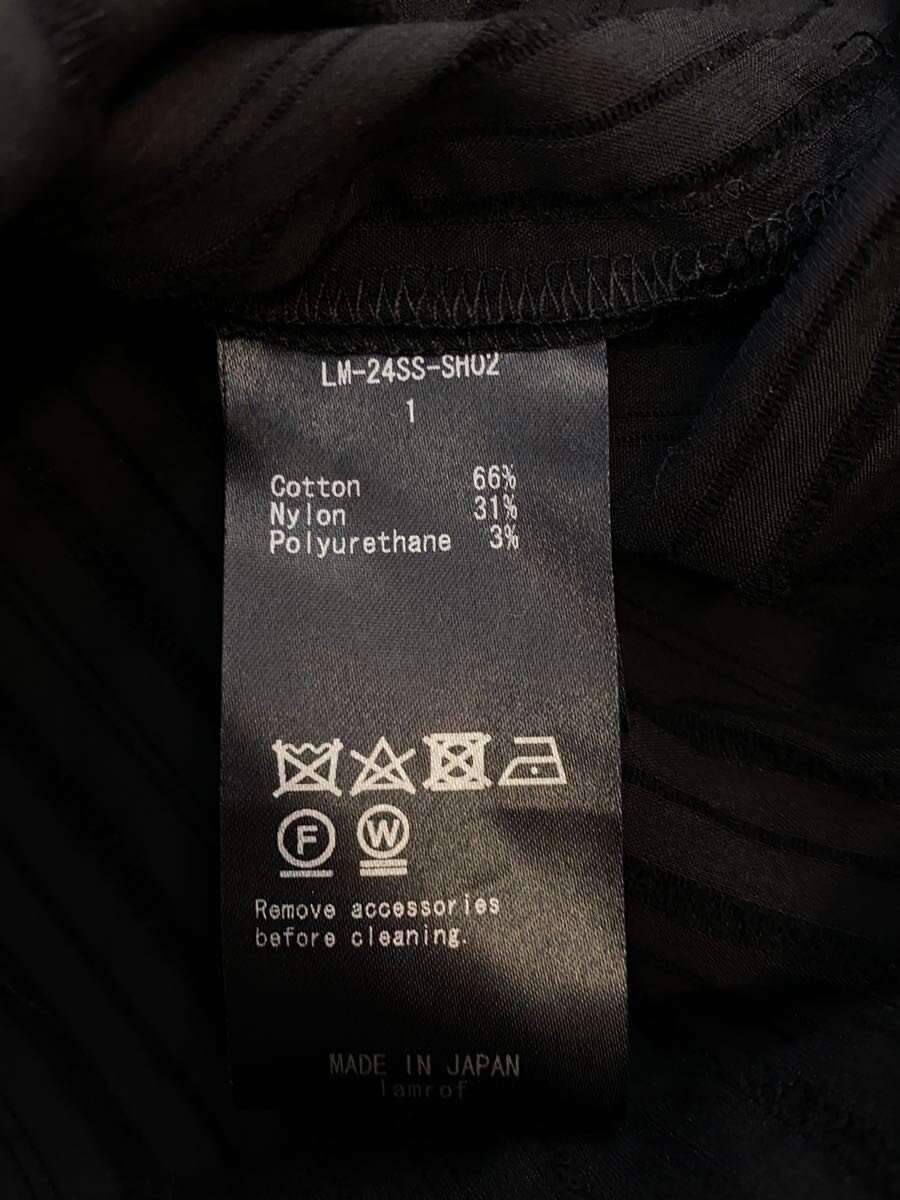 LM-24SS-SH02
1
Cotton 66%
Nylon 31%
Polyurethane 3%
F W
Remove accessories
before cleaning.
MADE IN JAPAN
lamrof